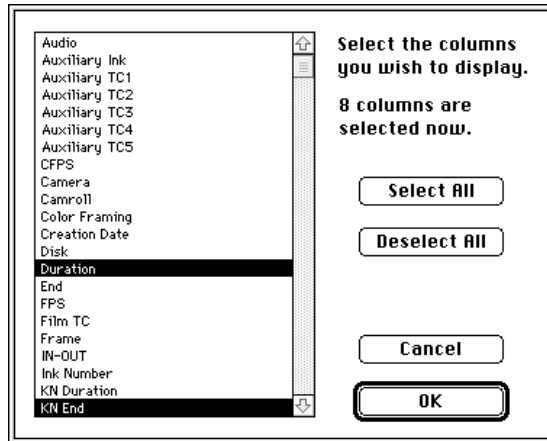 Audio
Auxiliary Ink
Auxiliary TC1
Auxiliary TC2
Auxiliary TC3
Auxiliary TC4
Auxiliary TC5
CFPS
Camera
Camroll
Color Framing
Creation Date
Disk
Duration
End
FPS
Film TC
Frame
IN-OUT
Ink Number
KN Duration
KN End
Select the columns
you wish to display.
8 columns are
selected now.
Select All
Deselect All
Cancel
OK